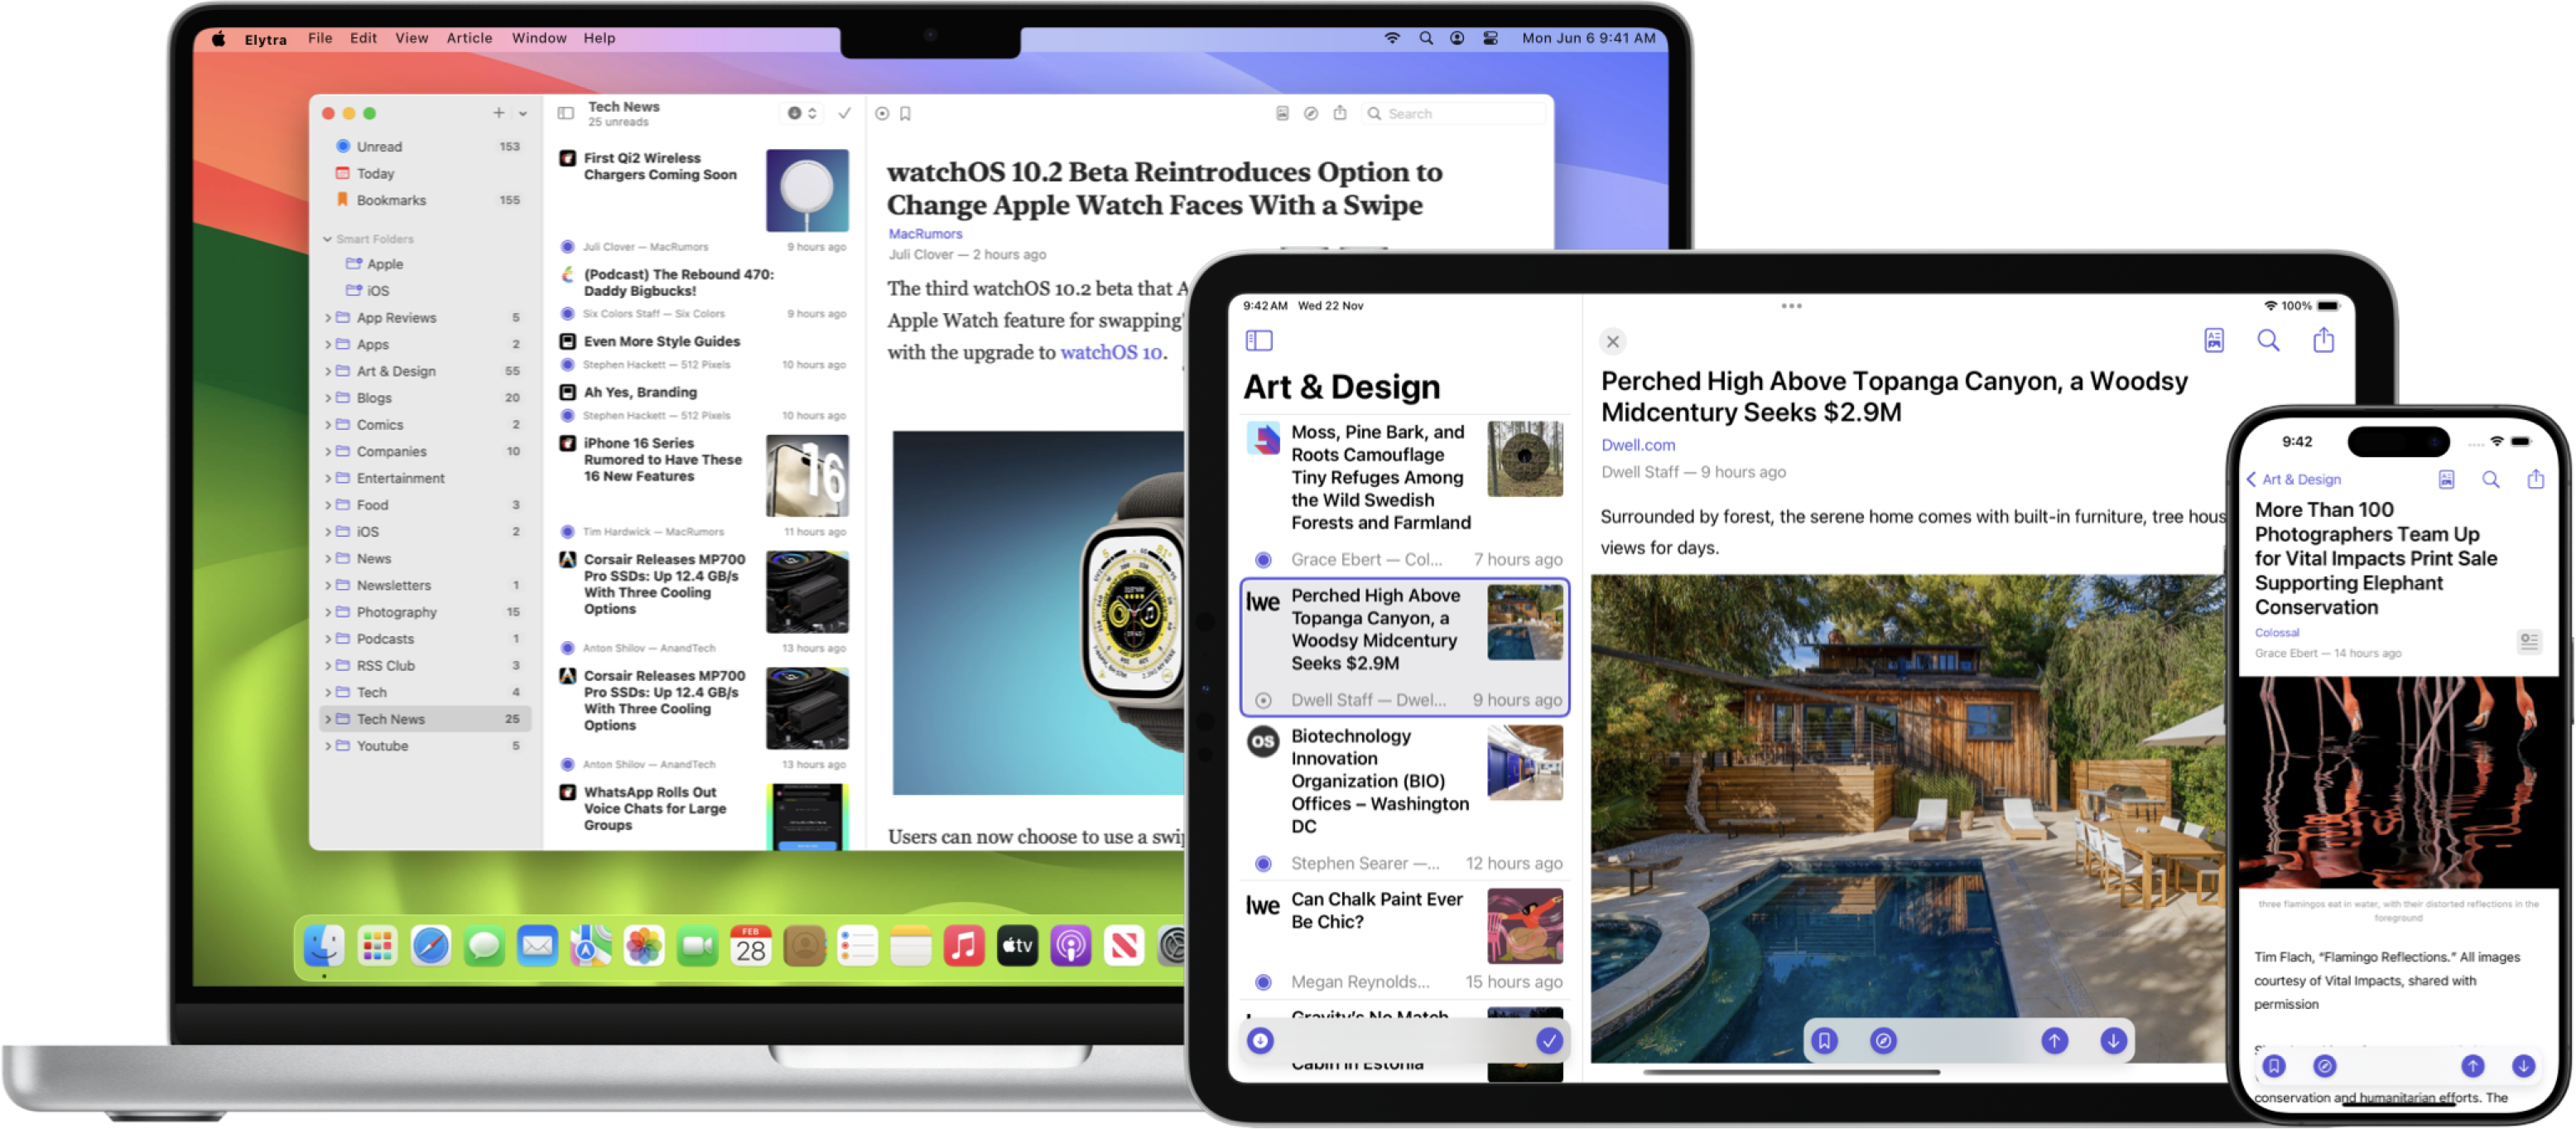 Elytra File Edit View Article Window Help
Mon Jun 6 9:41 AM
Unread 153
Today
Bookmarks 155
Smart Folders
Apple
iOS
App Reviews 5
Apps 2
Art & Design 55
Blogs 20
Comics 2
Companies 10
Entertainment
Food 3
iOS 2
News
Newsletters 1
Photography 15
Podcasts 1
RSS Club 3
Tech 4
Tech News 25
Youtube 5
Tech News
25 unreads
First Qi2 Wireless
Chargers Coming Soon
Juli Clover — MacRumors 9 hours ago
(Podcast) The Rebound 470:
Daddy Bigbucks!
Six Colors Staff — Six Colors 9 hours ago
Even More Style Guides
Stephen Hackett — 512 Pixels 10 hours ago
Ah Yes, Branding
Stephen Hackett — 512 Pixels 10 hours ago
iPhone 16 Series
Rumored to Have These
16 New Features
16
Tim Hardwick — MacRumors 11 hours ago
Corsair Releases MP700
Pro SSDs: Up 12.4 GB/s
With Three Cooling
Options
Anton Shilov — AnandTech 13 hours ago
Corsair Releases MP700
Pro SSDs: Up 12.4 GB/s
With Three Cooling
Options
Anton Shilov — AnandTech 13 hours ago
WhatsApp Rolls Out
Voice Chats for Large
Groups
Search
watchOS 10.2 Beta Reintroduces Option to
Change Apple Watch Faces With a Swipe
MacRumors
Juli Clover — 2 hours ago
The third watchOS 10.2 beta that A
Apple Watch feature for swapping
with the upgrade to watchOS 10.
Users can now choose to use a swi
FEB
28
tv
9:42 AM Wed 22 Nov
100%
Art & Design
Moss, Pine Bark, and
Roots Camouflage
Tiny Refuges Among
the Wild Swedish
Forests and Farmland
Grace Ebert — Col... 7 hours ago
lwe
Perched High Above
Topanga Canyon, a
Woodsy Midcentury
Seeks $2.9M
Dwell Staff — Dwel... 9 hours ago
OS
Biotechnology
Innovation
Organization (BIO)
Offices – Washington
DC
Stephen Searer —... 12 hours ago
lwe
Can Chalk Paint Ever
Be Chic?
Megan Reynolds... 15 hours ago
Gravity's No Match
Cabin in Estonia
Perched High Above Topanga Canyon, a Woodsy
Midcentury Seeks $2.9M
Dwell.com
Dwell Staff — 9 hours ago
Surrounded by forest, the serene home comes with built-in furniture, tree hous
views for days.
9:42
Art & Design
More Than 100
Photographers Team Up
for Vital Impacts Print Sale
Supporting Elephant
Conservation
Colossal
Grace Ebert — 14 hours ago
three flamingos eat in water, with their distorted reflections in the
foreground
Tim Flach, “Flamingo Reflections.” All images
courtesy of Vital Impacts, shared with
permission
conservation and humanitarian efforts. The